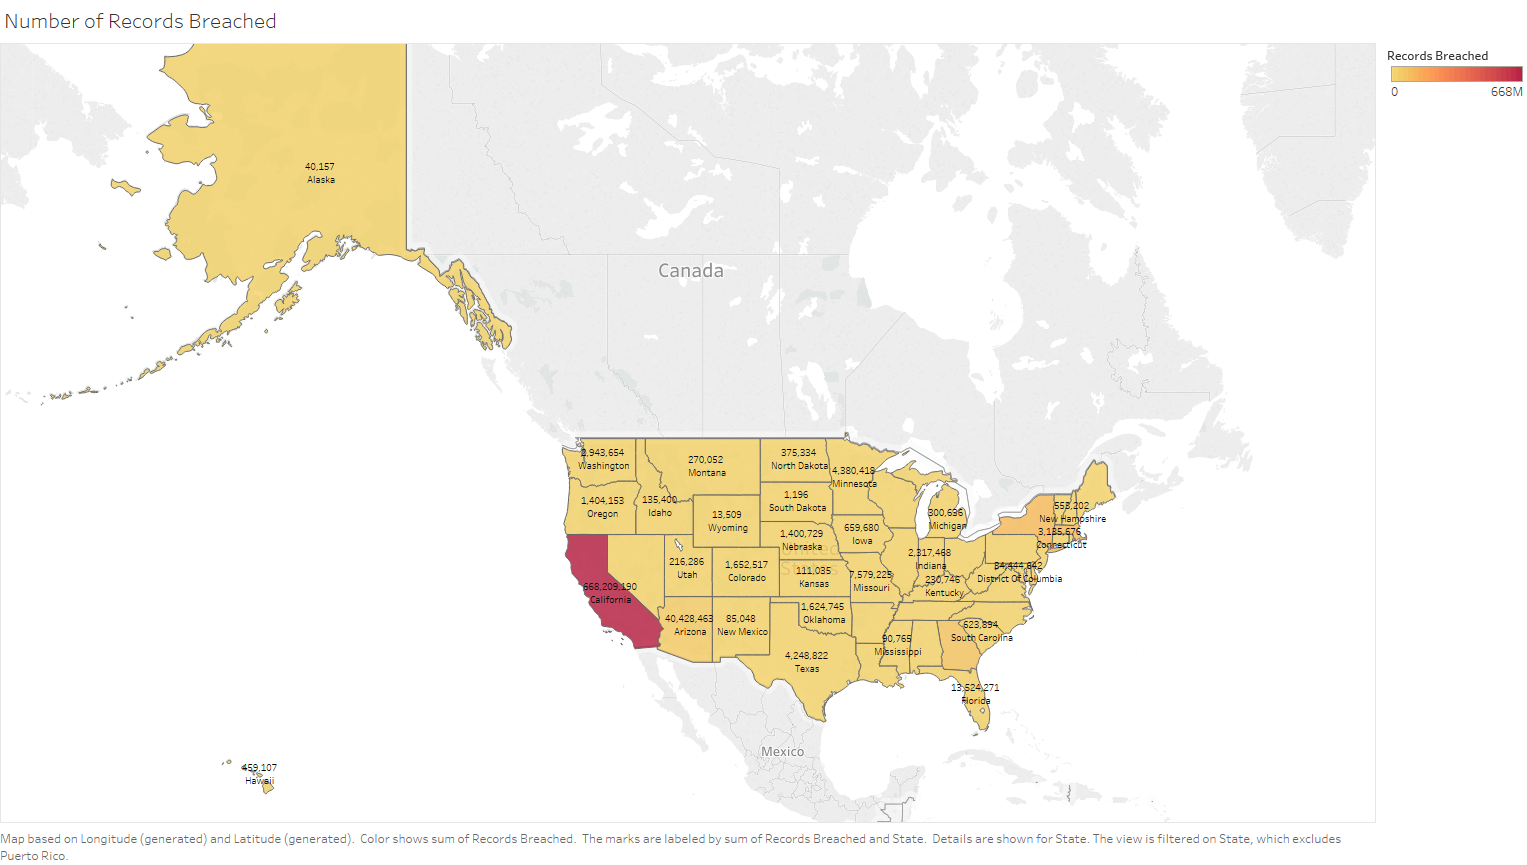 Number of Records Breached
Records Breached
0 668M
40,157
Alaska
Canada
2,943,654
Washington
270,052
Montana
375,334
North Dakota
4,380,418
Minnesota
1,404,153
Oregon
135,400
Idaho
13,509
Wyoming
1,196
South Dakota
300,636
Michigan
553,202
New Hampshire
659,680
Iowa
1,400,729
Nebraska
3,135,676
Connecticut
United
States
216,286
Utah
1,652,517
Colorado
111,035
Kansas
7,579,225
Missouri
2,317,468
Indiana
230,746
Kentucky
34,444,642
District Of Columbia
668,209,190
California
40,428,463
Arizona
85,048
New Mexico
1,624,745
Oklahoma
90,765
Mississippi
623,894
South Carolina
4,248,822
Texas
13,524,271
Florida
Mexico
459,107
Hawaii
Map based on Longitude (generated) and Latitude (generated).  Color shows sum of Records Breached.  The marks are labeled by sum of Records Breached and State.  Details are shown for State. The view is filtered on State, which excludes
Puerto Rico.